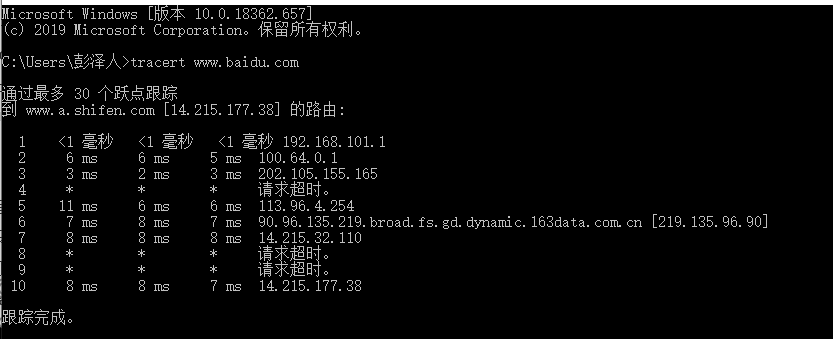 Microsoft Windows [版本 10.0.18362.657]
(c) 2019 Microsoft Corporation。保留所有权利。
C:\Users\彭泽人>tracert www.baidu.com
通过最多 30 个跃点跟踪
到 www.a.shifen.com [14.215.177.38] 的路由:
1 <1 毫秒 <1 毫秒 <1 毫秒 192.168.101.1
2 6 ms 6 ms 5 ms 100.64.0.1
3 3 ms 2 ms 3 ms 202.105.155.165
4 * * * 请求超时。
5 11 ms 6 ms 6 ms 113.96.4.254
6 7 ms 8 ms 7 ms 90.96.135.219.broad.fs.gd.dynamic.163data.com.cn [219.135.96.90]
7 8 ms 8 ms 8 ms 14.215.32.110
8 * * * 请求超时。
9 * * * 请求超时。
10 8 ms 8 ms 7 ms 14.215.177.38
跟踪完成。